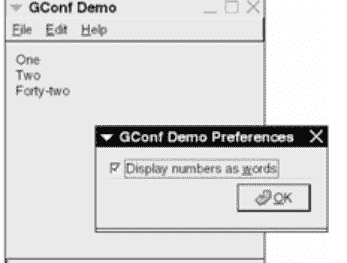 GConf Demo
File Edit Help
One
Two
Forty-two
GConf Demo Preferences
Display numbers as words
OK